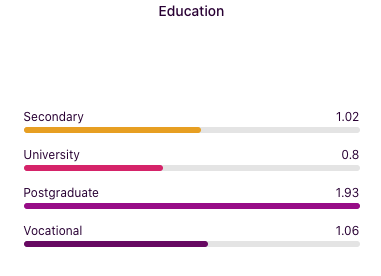 Education
Secondary 1.02
University 0.8
Postgraduate 1.93
Vocational 1.06